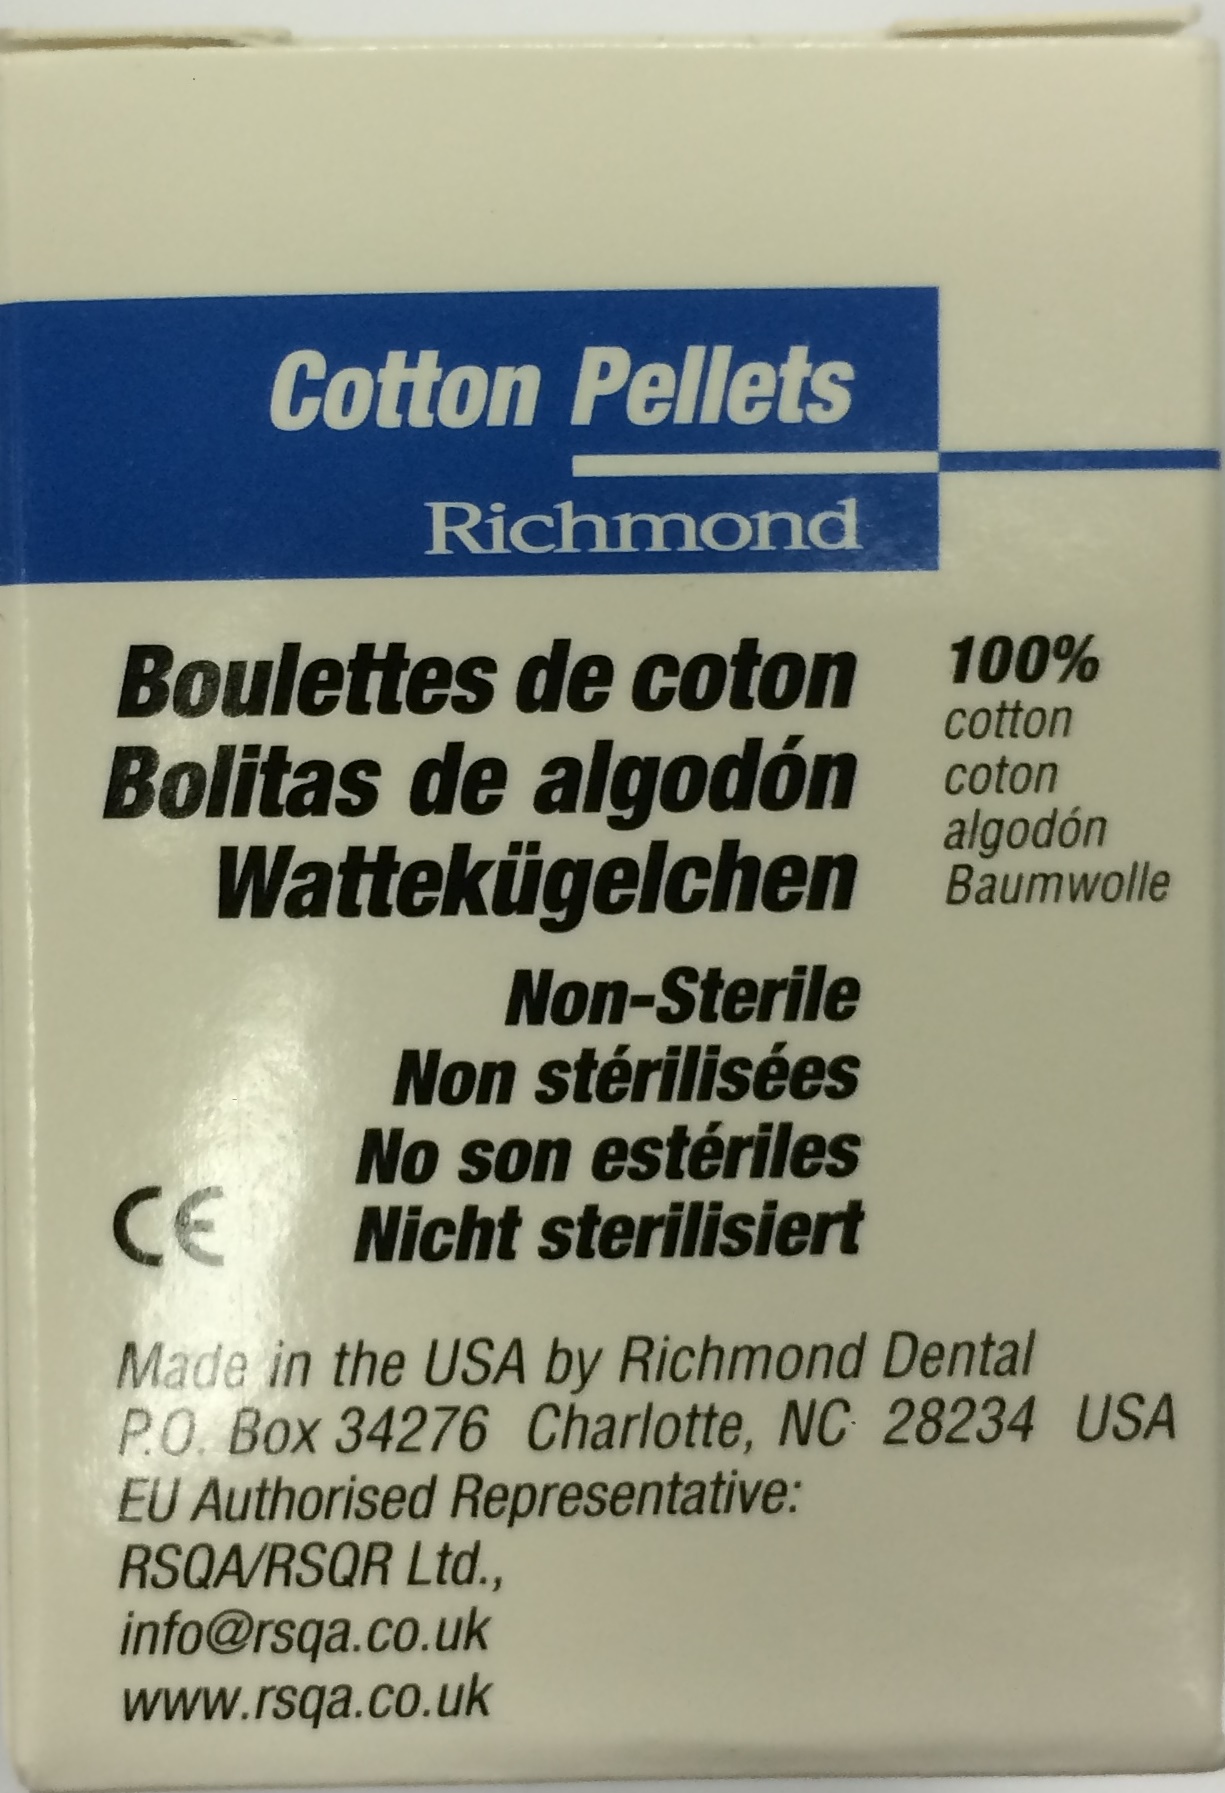 Cotton Pellets
Richmond
Boulettes de coton
Bolitas de algodón
Wattekügelchen
100%
cotton
coton
algodón
Baumwolle
Non-Sterile
Non stérilisées
No son estériles
Nicht sterilisiert
CE
Made in the USA by Richmond Dental
P.O. Box 34276 Charlotte, NC 28234 USA
EU Authorised Representative:
RSQA/RSQR Ltd.,
info@rsqa.co.uk
www.rsqa.co.uk